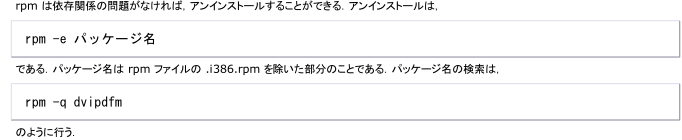 rpm は依存関係の問題がなければ, アンインストールすることができる. アンインストールは,
rpm -e パッケージ名
である. パッケージ名は rpm ファイルの .i386.rpm を除いた部分のことである. パッケージ名の検索は,
rpm -q dvipdfm
のように行う.